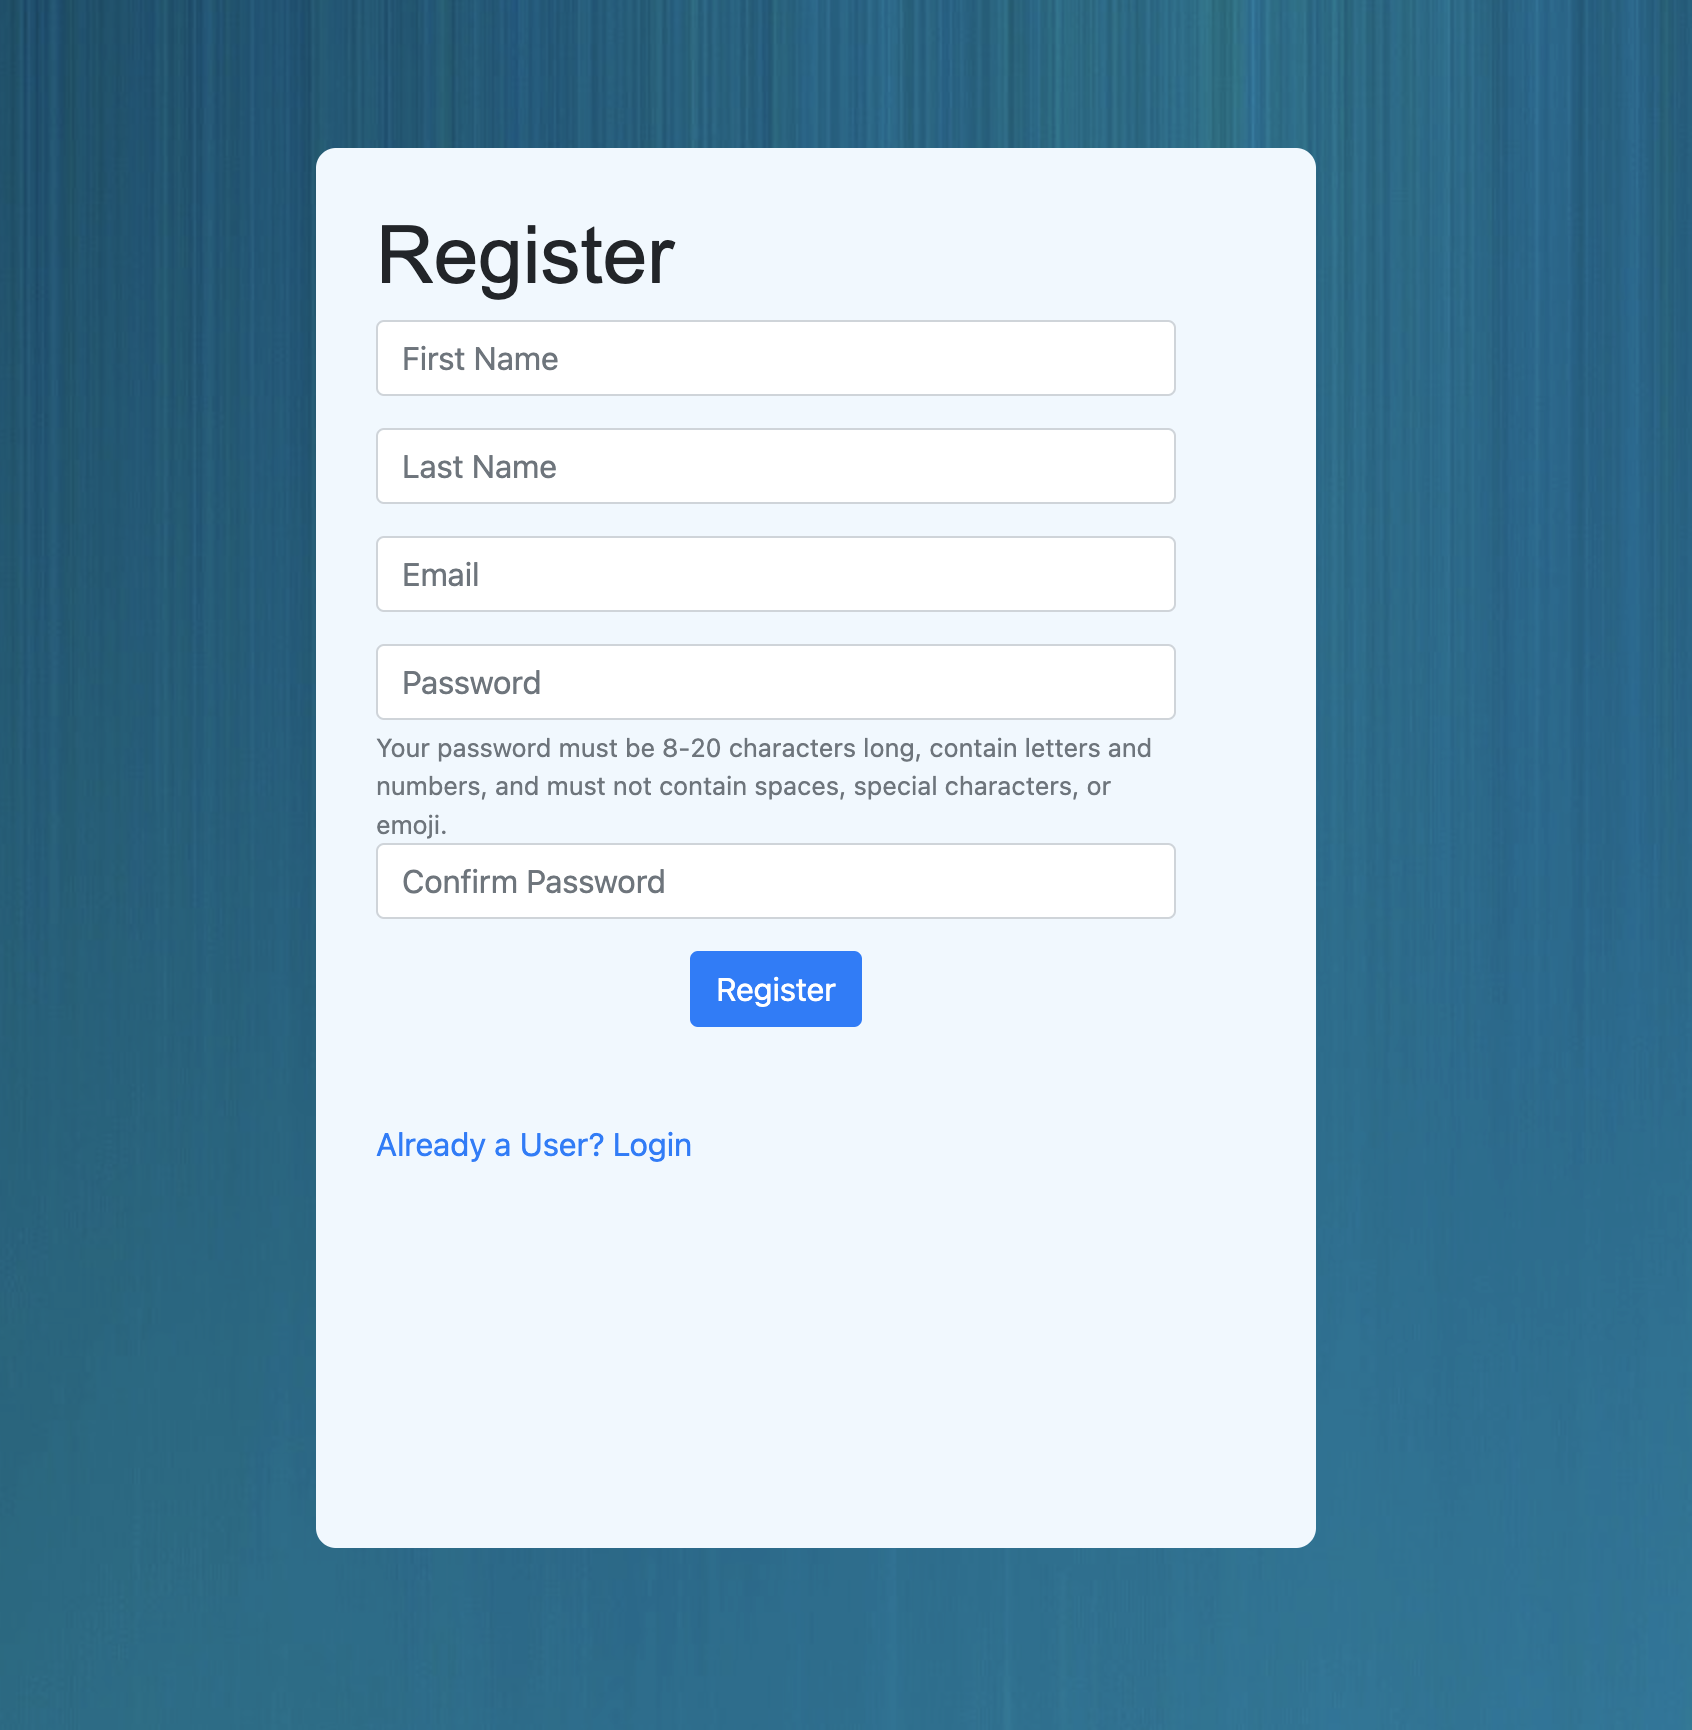 Register
First Name
Last Name
Email
Password
Your password must be 8-20 characters long, contain letters and
numbers, and must not contain spaces, special characters, or
emoji.
Confirm Password
Register
Already a User? Login